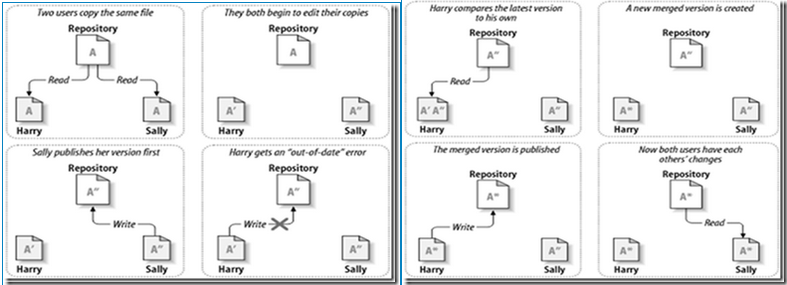 Two users copy the same file
Repository
A
Read Read
A A
Harry Sally
They both begin to edit their copies
Repository
A
A' A"
Harry Sally
Sally publishes her version first
Repository
A"
Write
A' A"
Harry Sally
Harry gets an "out-of-date" error
Repository
A"
Write
A' A"
Harry Sally
Harry compares the latest version
to his own
Repository
A"
Read
A' A" A"
Harry Sally
A new merged version is created
Repository
A"
A* A"
Harry Sally
The merged version is published
Repository
A*
Write
A* A"
Harry Sally
Now both users have each
others' changes
Repository
A*
Read
A* A*
Harry Sally